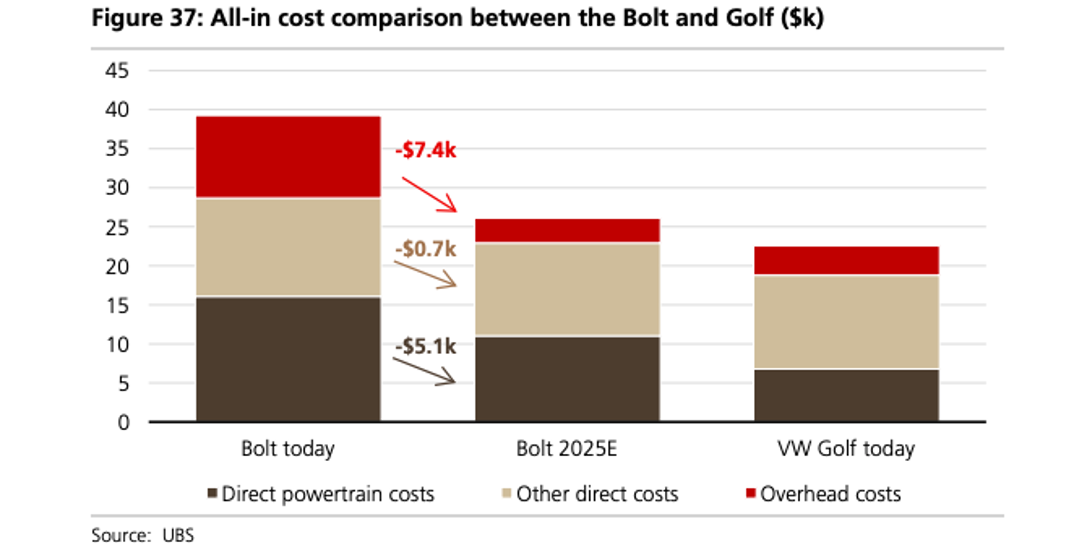 Figure 37: All-in cost comparison between the Bolt and Golf ($k)
45
40
35
30
25
20
15
10
5
0
-$7.4k
-$0.7k
-$5.1k
Bolt today
Bolt 2025E
VW Golf today
Direct powertrain costs
Other direct costs
Overhead costs
Source: UBS